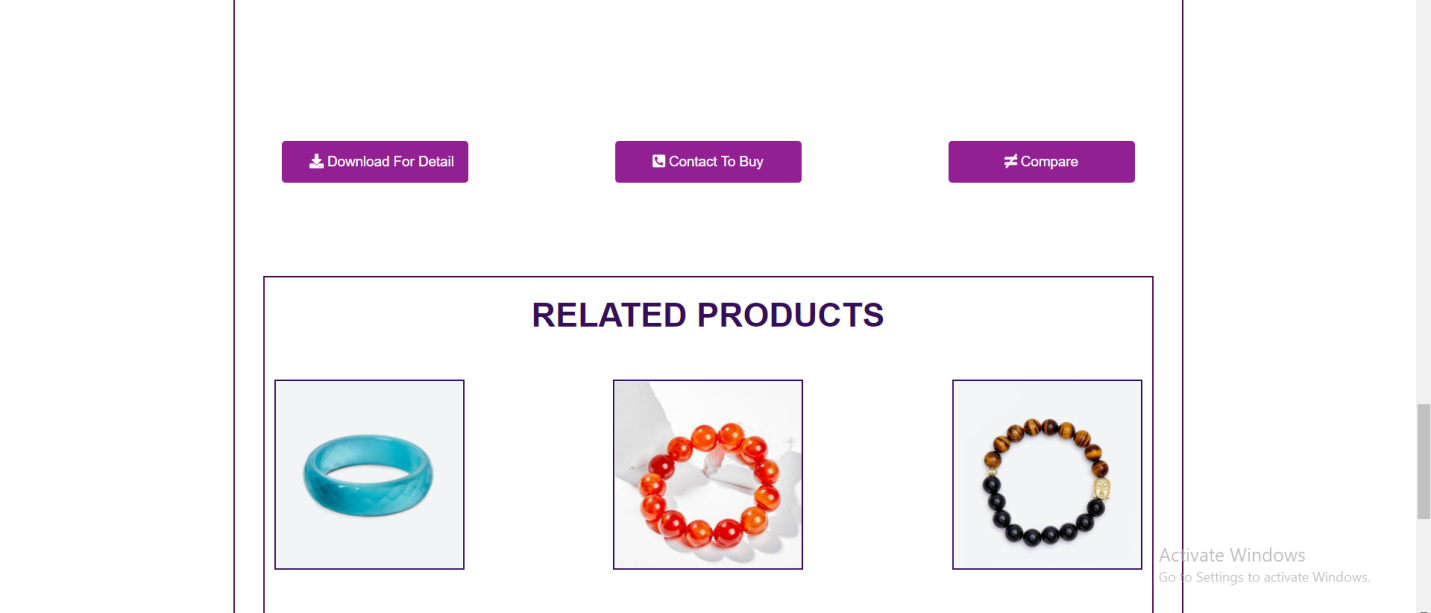 Download For Detail
Contact To Buy
Compare
RELATED PRODUCTS
Activate Windows
Go to Settings to activate Windows.